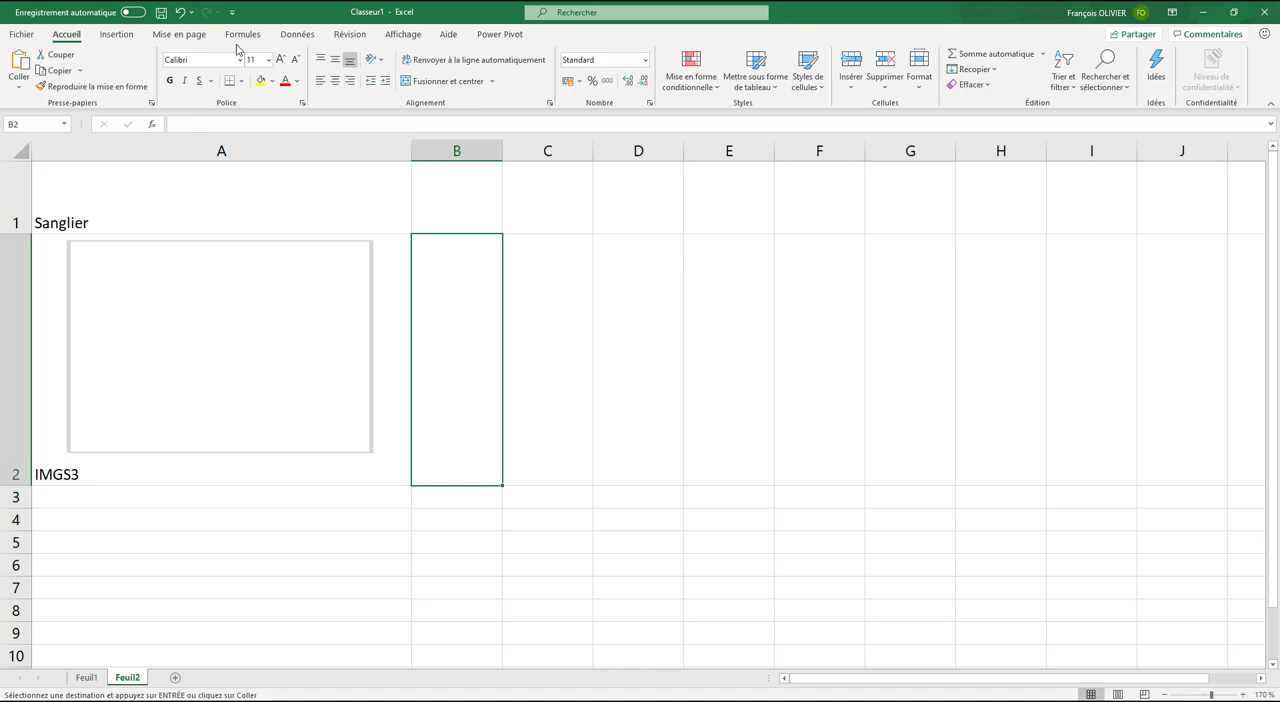 Enregistrement automatique
Classeur1 - Excel
Rechercher
François OLIVIER FO
Fichier Accueil Insertion Mise en page Formules Données Révision Affichage Aide Power Pivot Partager Commentaires
Coller
Couper
Copier
Reproduire la mise en forme
Presse-papiers
Calibri 11
G I S
Police
Renvoyer à la ligne automatiquement
Fusionner et centrer
Alignement
Standard
% 000
Nombre
Mise en forme conditionnelle
Mettre sous forme de tableau
Styles de cellules
Styles
Insérer Supprimer Format
Cellules
Somme automatique
Recopier
Effacer
Trier et filtrer
Rechercher et sélectionner
Édition
Idées
Idées
Niveau de confidentialité
Confidentialité
B2 fx
A B C D E F G H I J
1 Sanglier
2 IMGS3
3
4
5
6
7
8
9
10
Feuil1 Feuil2
Sélectionnez une destination et appuyez sur ENTRÉE ou cliquez sur Coller
170 %